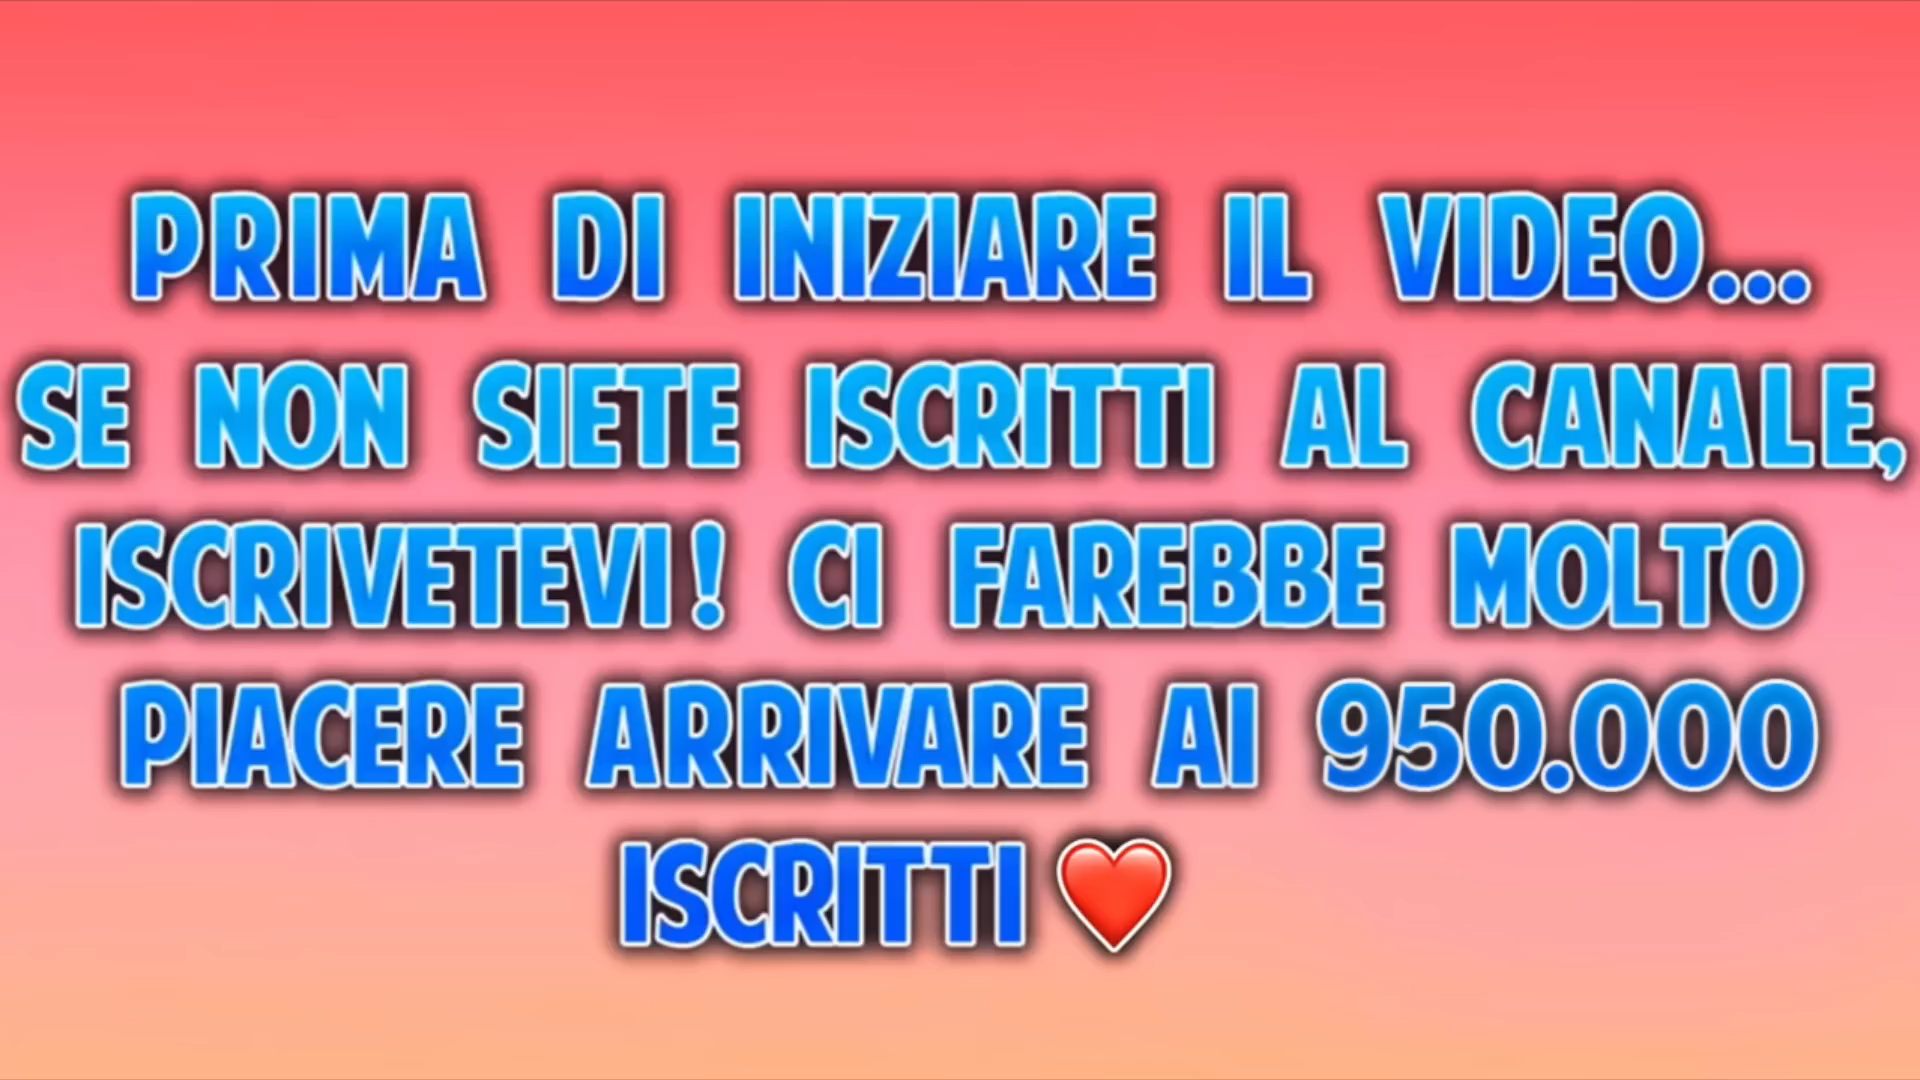 PRIMA DI INIZIARE IL VIDEO...
SE NON SIETE ISCRITTI AL CANALE,
ISCRIVETEVI! CI FAREBBE MOLTO
PIACERE ARRIVARE AI 950.000
ISCRITTI ❤️